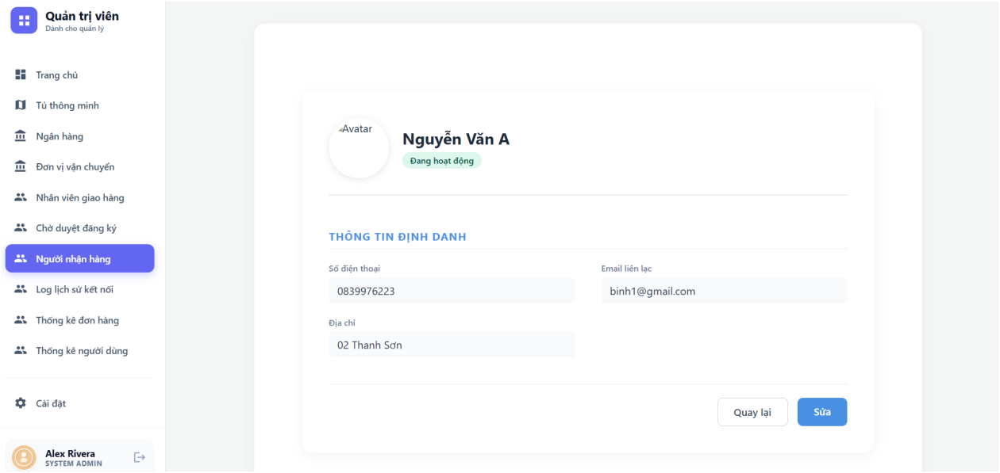 Quản trị viên
Dành cho quản lý
Trang chủ
Tủ thông minh
Ngân hàng
Đơn vị vận chuyển
Nhân viên giao hàng
Chờ duyệt đăng ký
Người nhận hàng
Log lịch sử kết nối
Thống kê đơn hàng
Thống kê người dùng
Cài đặt
Alex Rivera
SYSTEM ADMIN
Avatar
Nguyễn Văn A
Đang hoạt động
THÔNG TIN ĐỊNH DANH
Số điện thoại
Email liên lạc
0839976223
binh1@gmail.com
Địa chỉ
02 Thanh Sơn
Quay lại
Sửa